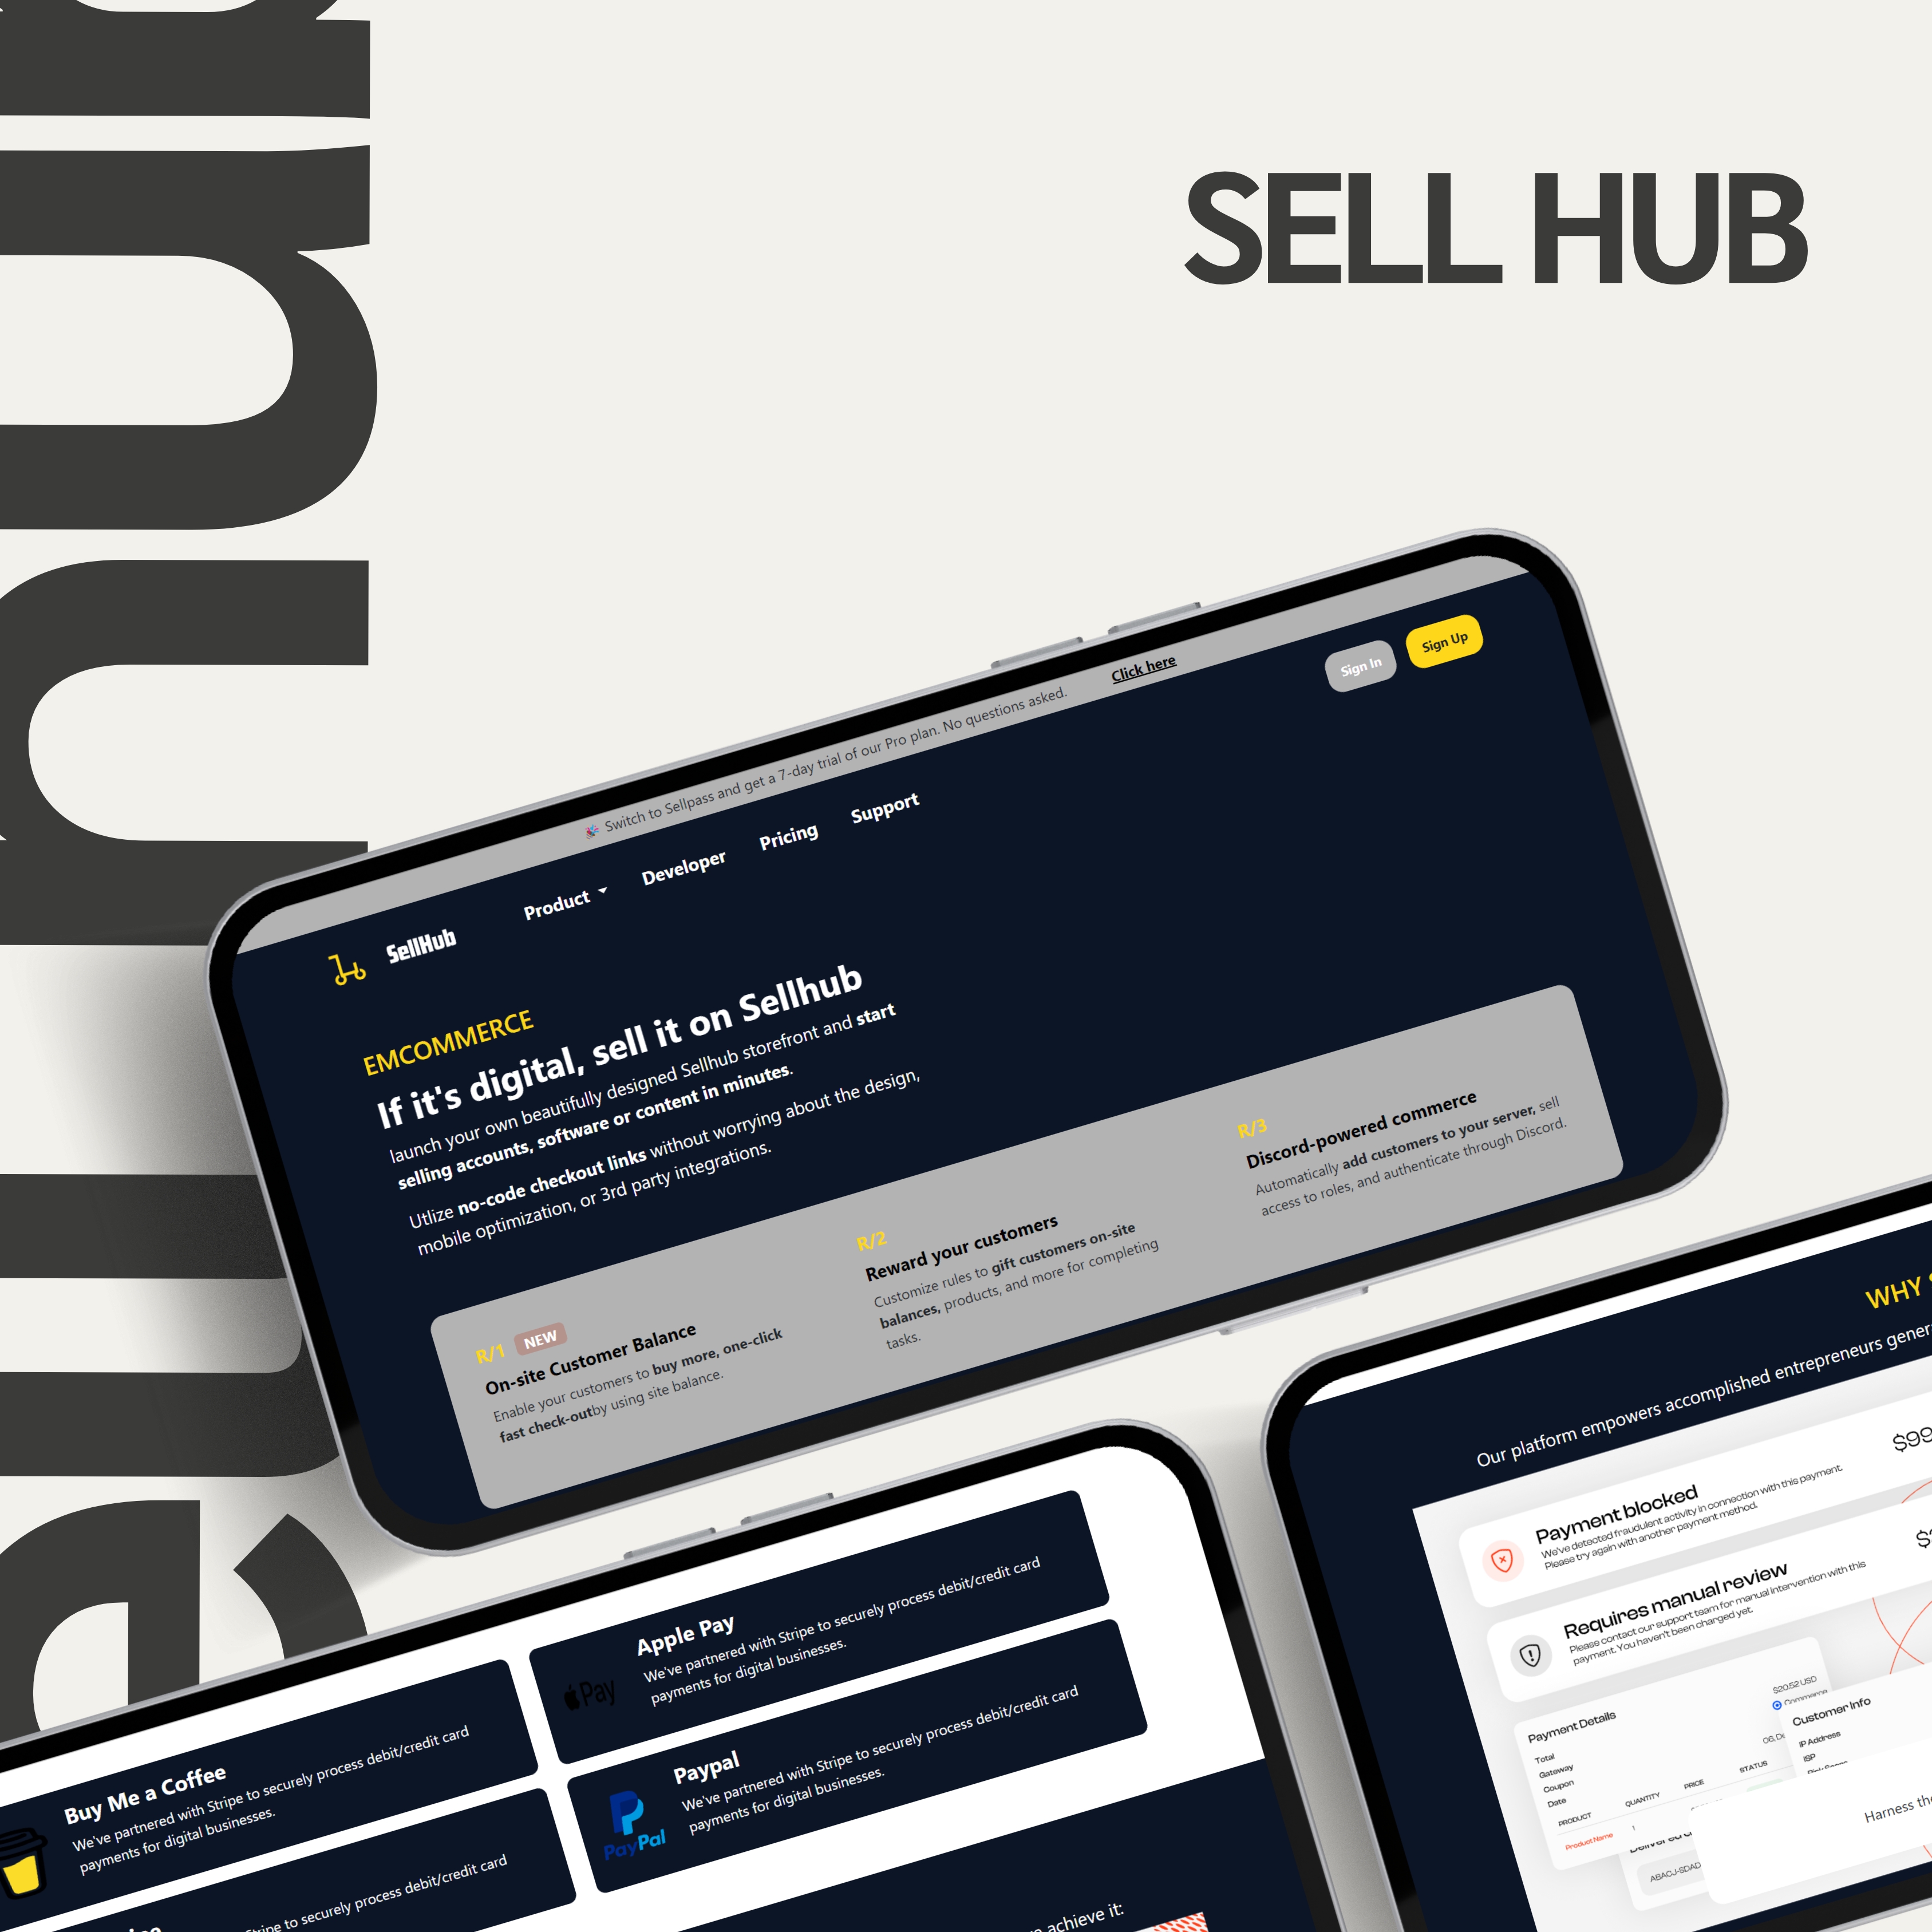 SELL HUB
🎉 Switch to Sellpass and get a 7-day trial of our Pro plan. No questions asked. Click here
SellHub
Product
Developer
Pricing
Support
Sign In
Sign Up
EMCOMMERCE
If it's digital, sell it on Sellhub
launch your own beautifully designed Sellhub storefront and start
selling accounts, software or content in minutes.
Utlize no-code checkout links without worrying about the design,
mobile optimization, or 3rd party integrations.
R/1 NEW
On-site Customer Balance
Enable your customers to buy more, one-click
fast check-outby using site balance.
R/2
Reward your customers
Customize rules to gift customers on-site
balances, products, and more for completing
tasks.
R/3
Discord-powered commerce
Automatically add customers to your server, sell
access to roles, and authenticate through Discord.
Buy Me a Coffee
We've partnered with Stripe to securely process debit/credit card
payments for digital businesses.
Apple Pay
Pay
We've partnered with Stripe to securely process debit/credit card
payments for digital businesses.
Paypal
PayPal
We've partnered with Stripe to securely process debit/credit card
payments for digital businesses.
to securely process debit/credit card
achieve it:
WHY
Our platform empowers accomplished entrepreneurs
Payment blocked
We've detected fraudulent activity in connection with this payment.
Please try again with another payment method.
$99
Requires manual review
Please contact our support team for manual intervention with this
payment. You haven't been charged yet.
Payment Details
Total
$20.52 USD
Gateway
Commerce
Coupon
Date
06,
PRODUCT
QUANTITY
PRICE
STATUS
Product Name
1
Customer Info
IP Address
ISP
ABACJ-SDAD
Harness